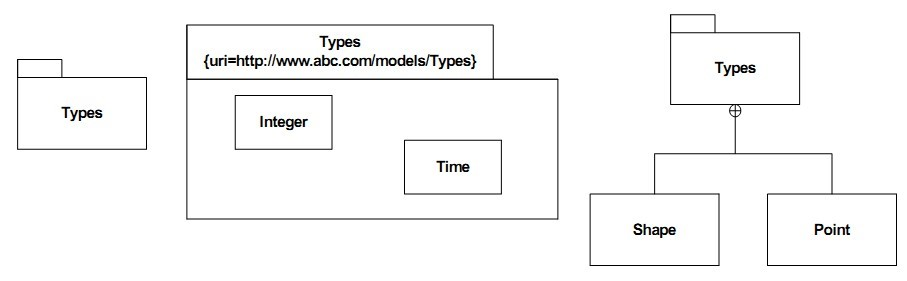 Types
Types
{uri=http://www.abc.com/models/Types}
Integer
Time
Types
Shape
Point